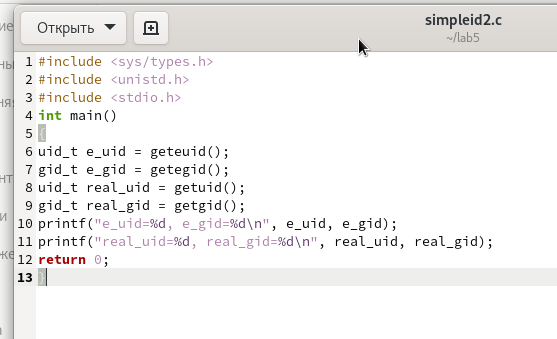 Открыть
simpleid2.c
~/lab5
1 #include <sys/types.h>
2 #include <unistd.h>
3 #include <stdio.h>
4 int main()
5 {
6 uid_t e_uid = geteuid();
7 gid_t e_gid = getegid();
8 uid_t real_uid = getuid();
9 gid_t real_gid = getgid();
10 printf("e_uid=%d, e_gid=%d\n", e_uid, e_gid);
11 printf("real_uid=%d, real_gid=%d\n", real_uid, real_gid);
12 return 0;
13 }